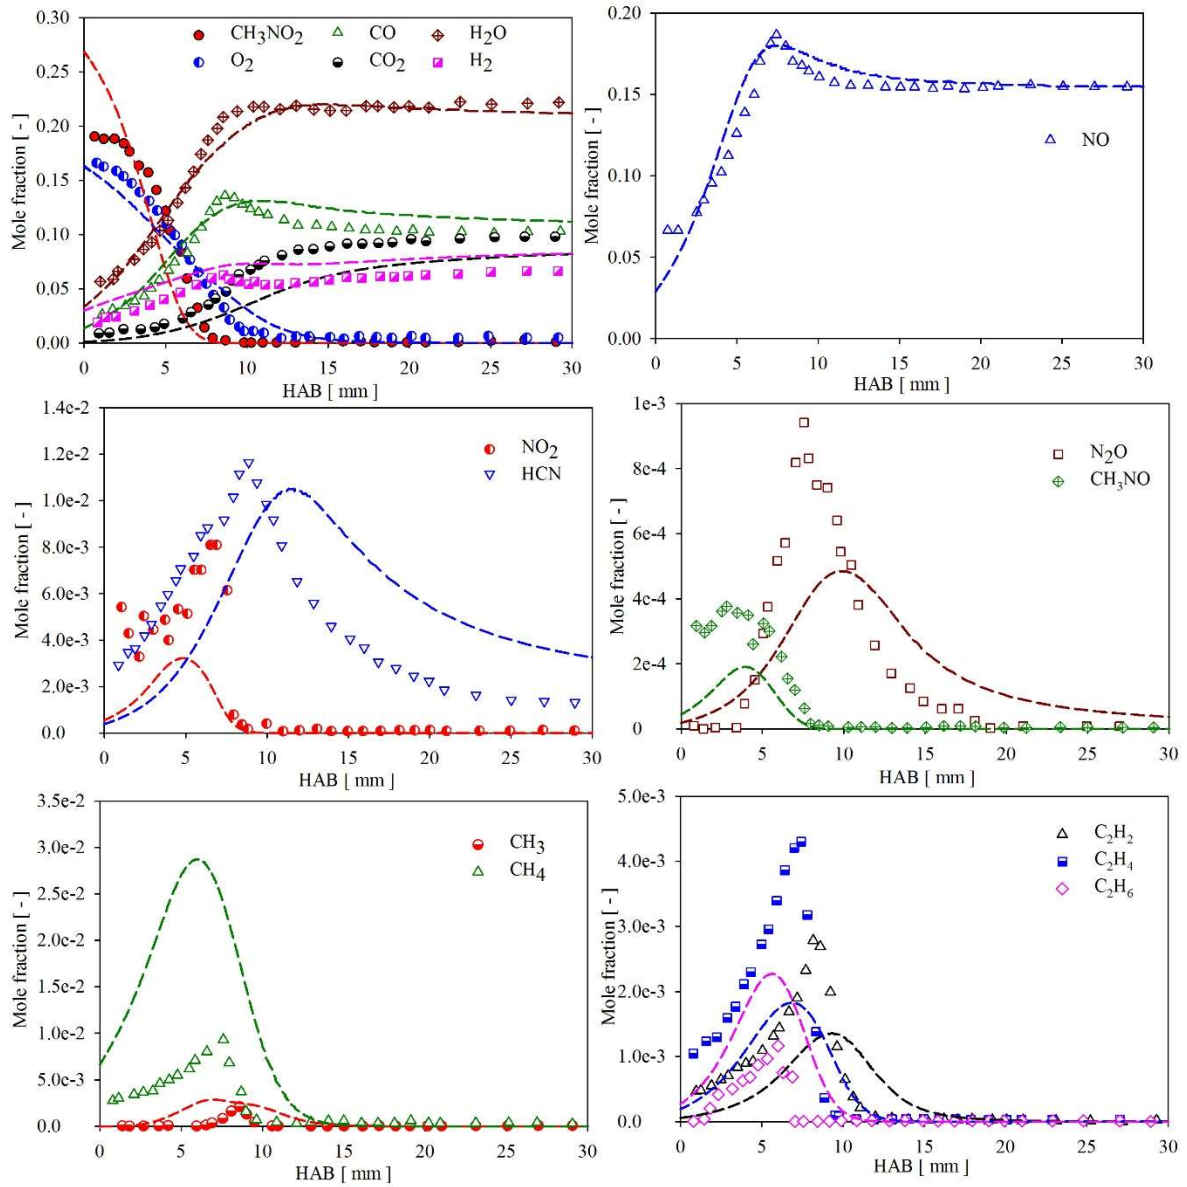 0.30
0.25
0.20
0.15
0.10
0.05
0.00
Mole fraction [ - ]
CH3NO2 CO H2O
O2 CO2 H2
0 5 10 15 20 25 30
HAB [ mm ]
0.20
0.15
0.10
0.05
0.00
Mole fraction [ - ]
NO
0 5 10 15 20 25 30
HAB [ mm ]
1.4e-2
1.2e-2
1.0e-2
8.0e-3
6.0e-3
4.0e-3
2.0e-3
0.0
Mole fraction [ - ]
NO2
HCN
0 5 10 15 20 25 30
HAB [ mm ]
1e-3
8e-4
6e-4
4e-4
2e-4
0
Mole fraction [ - ]
N2O
CH3NO
0 5 10 15 20 25 30
HAB [ mm ]
3.5e-2
3.0e-2
2.5e-2
2.0e-2
1.5e-2
1.0e-2
5.0e-3
0.0
Mole fraction [ - ]
CH3
CH4
0 5 10 15 20 25 30
HAB [ mm ]
5.0e-3
4.0e-3
3.0e-3
2.0e-3
1.0e-3
0.0
Mole fraction [ - ]
C2H2
C2H4
C2H6
0 5 10 15 20 25 30
HAB [ mm ]